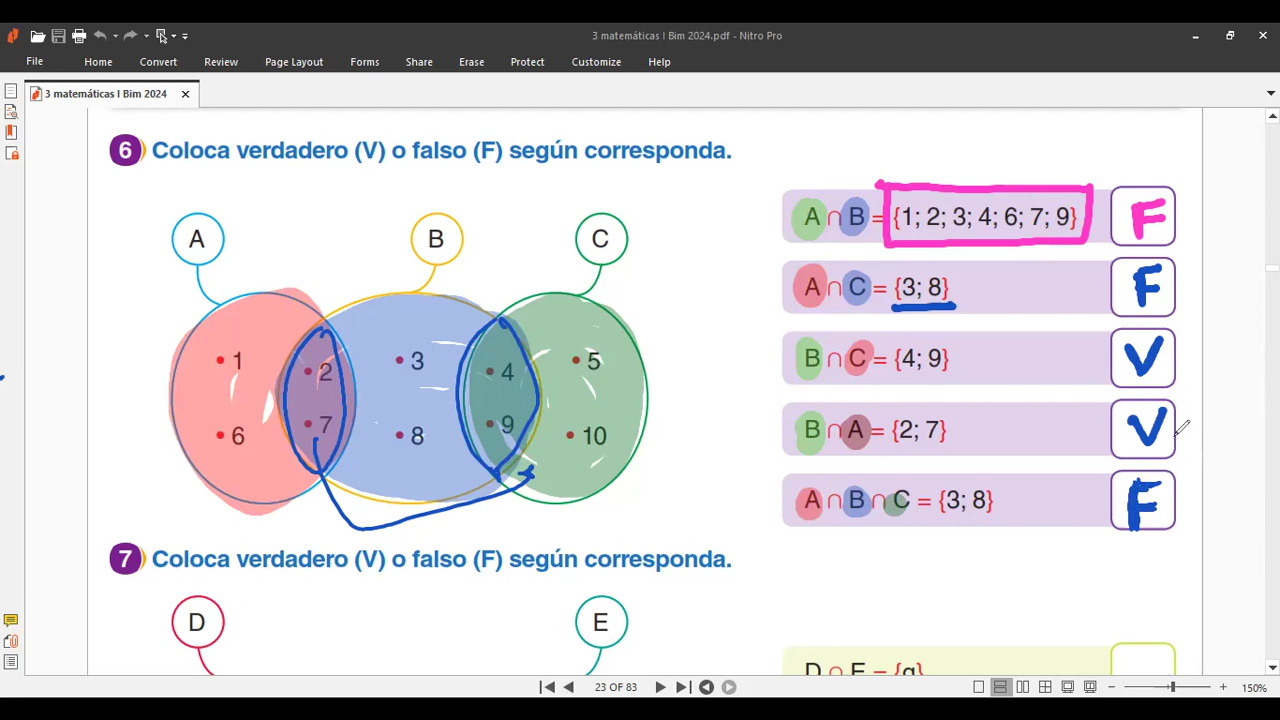 3 matemáticas I Bim 2024.pdf - Nitro Pro
File Home Convert Review Page Layout Forms Share Erase Protect Customize Help
3 matemáticas I Bim 2024
6 Coloca verdadero (V) o falso (F) según corresponda.
A B C
1 2 3 4 5
6 7 8 9 10
A ∩ B = {1; 2; 3; 4; 6; 7; 9} F
A ∩ C = {3; 8} F
B ∩ C = {4; 9} V
B ∩ A = {2; 7} V
A ∩ B ∩ C = {3; 8} F
7 Coloca verdadero (V) o falso (F) según corresponda.
D E
D ∩ E = {g}
23 OF 83
150%